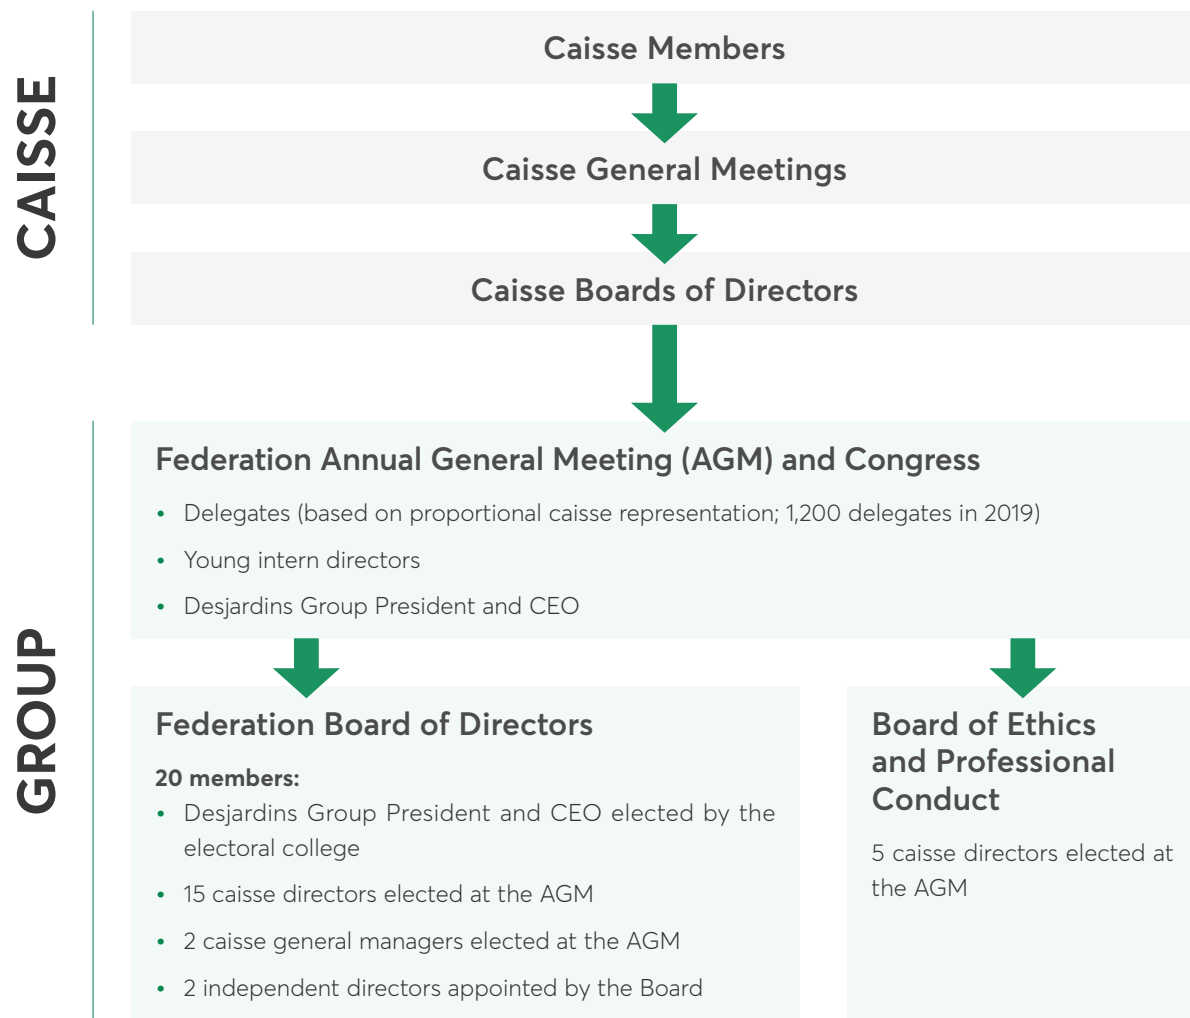 CAISSE
Caisse Members
Caisse General Meetings
Caisse Boards of Directors
GROUP
Federation Annual General Meeting (AGM) and Congress
• Delegates (based on proportional caisse representation; 1,200 delegates in 2019)
• Young intern directors
• Desjardins Group President and CEO
Federation Board of Directors
20 members:
• Desjardins Group President and CEO elected by the
electoral college
• 15 caisse directors elected at the AGM
• 2 caisse general managers elected at the AGM
• 2 independent directors appointed by the Board
Board of Ethics
and Professional
Conduct
5 caisse directors elected at
the AGM